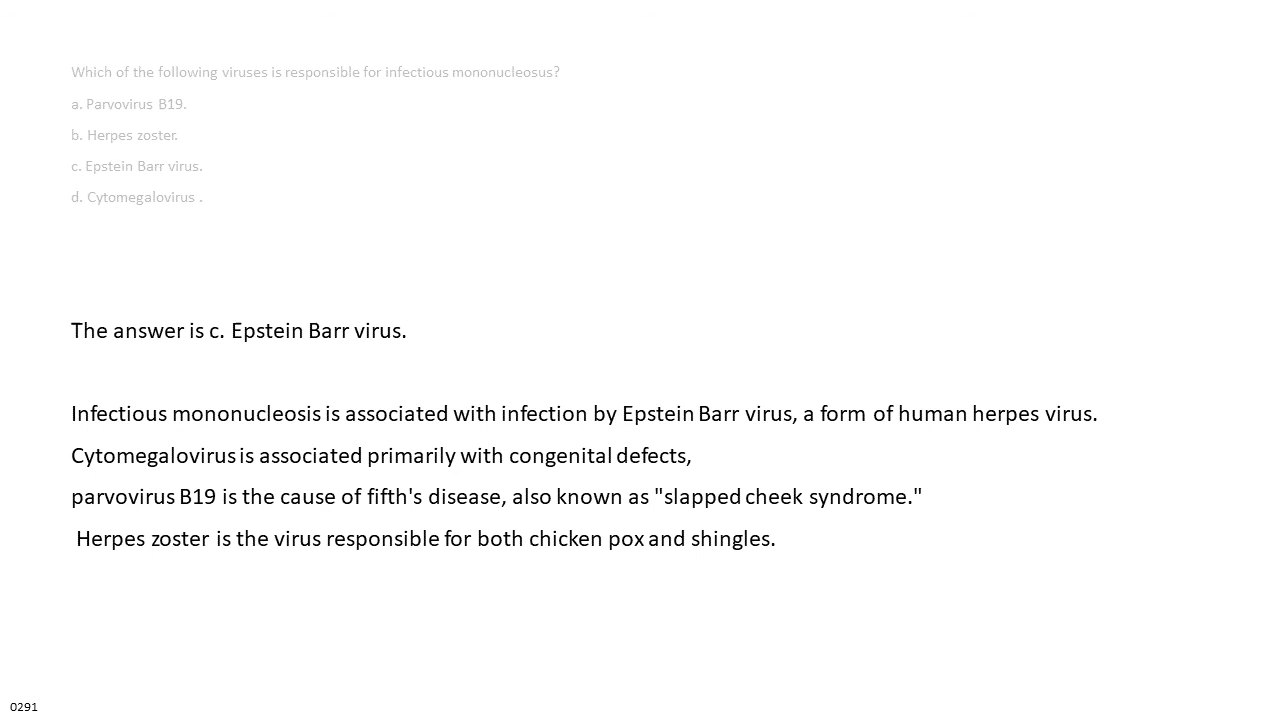 Which of the following viruses is responsible for infectious mononucleosus?
a. Parvovirus B19.
b. Herpes zoster.
c. Epstein Barr virus.
d. Cytomegalovirus .
The answer is c. Epstein Barr virus.
Infectious mononucleosis is associated with infection by Epstein Barr virus, a form of human herpes virus.
Cytomegalovirus is associated primarily with congenital defects,
parvovirus B19 is the cause of fifth's disease, also known as "slapped cheek syndrome."
Herpes zoster is the virus responsible for both chicken pox and shingles.
0291